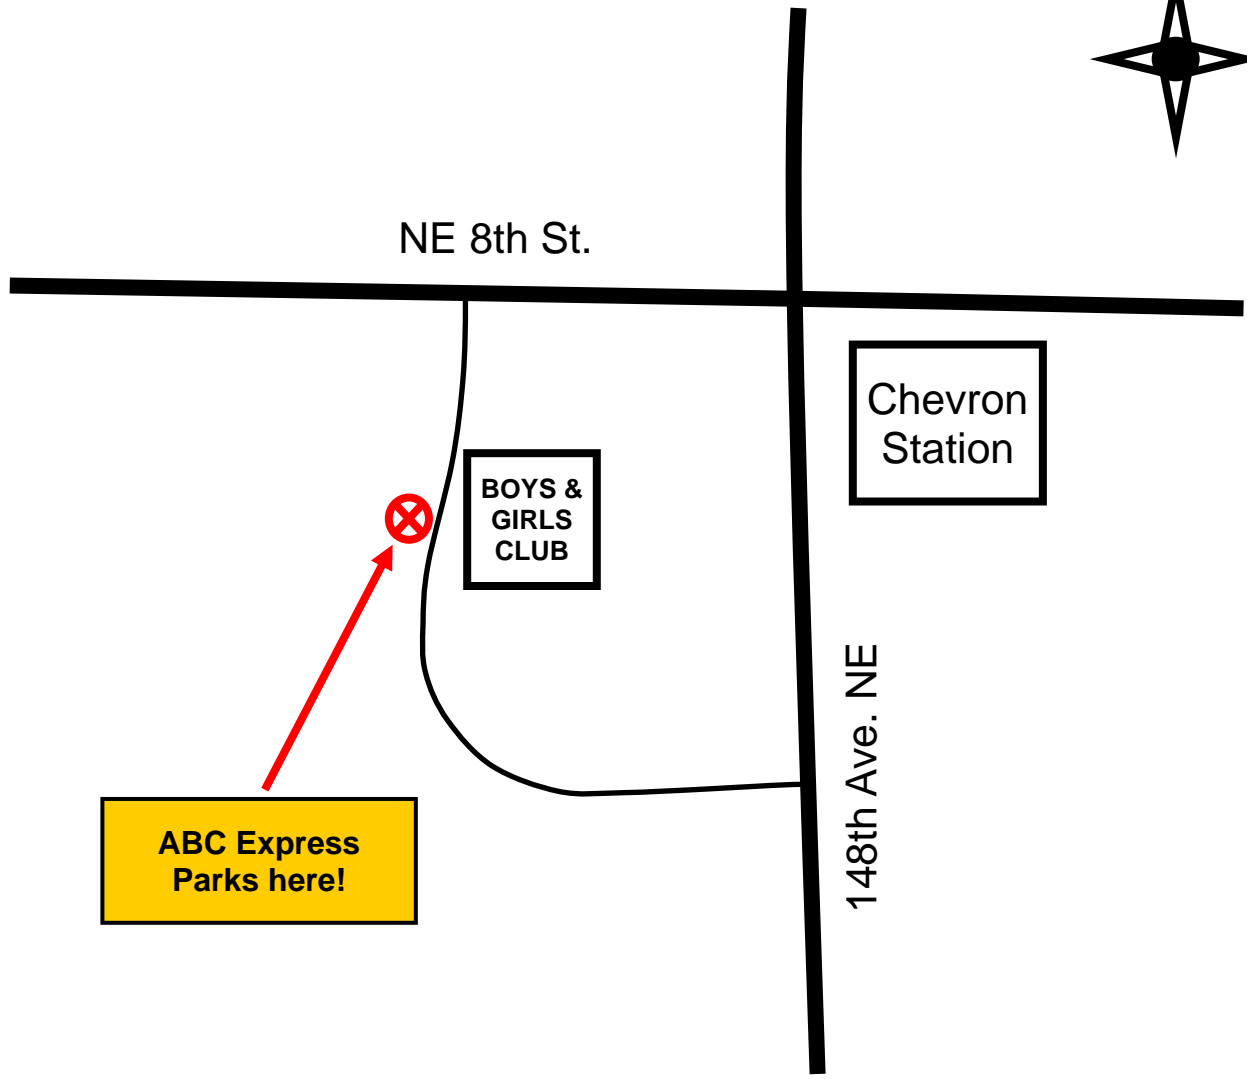 NE 8th St.
Chevron
Station
BOYS &
GIRLS
CLUB
148th Ave. NE
ABC Express
Parks here!